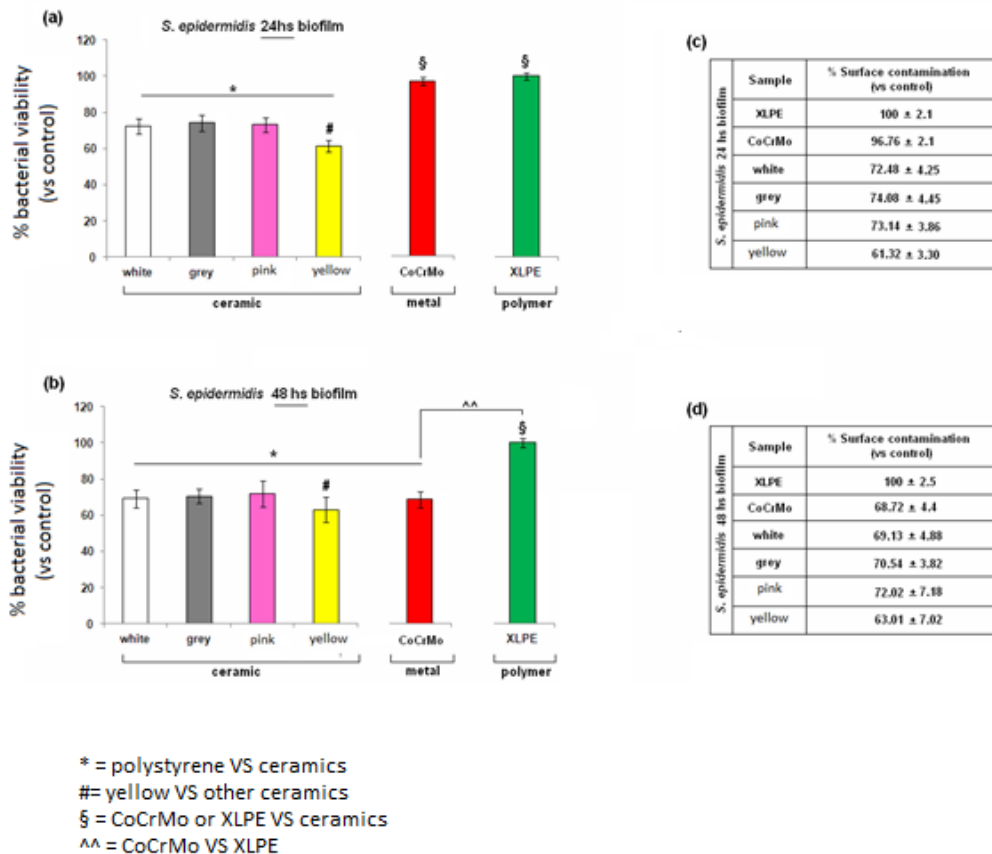 (a)
S. epidermidis 24hs biofilm
% bacterial viability
(vs control)
120
100
80
60
40
20
0
*
#
§
§
white grey pink yellow CoCrMo XLPE
ceramic metal polymer
(c)
S. epidermidis 24 hs biofilm
Sample % Surface contamination
(vs control)
XLPE 100 ± 2.1
CoCrMo 96.76 ± 2.1
white 72.48 ± 4.25
grey 74.08 ± 4.45
pink 73.14 ± 3.86
yellow 61.32 ± 3.30
(b)
S. epidermidis 48 hs biofilm
% bacterial viability
(vs control)
120
100
80
60
40
20
0
*
#
^^
§
white grey pink yellow CoCrMo XLPE
ceramic metal polymer
(d)
S. epidermidis 48 hs biofilm
Sample % Surface contamination
(vs control)
XLPE 100 ± 2.5
CoCrMo 68.72 ± 4.4
white 69.13 ± 4.88
grey 70.54 ± 3.82
pink 72.02 ± 7.18
yellow 63.01 ± 7.02
* = polystyrene VS ceramics
#= yellow VS other ceramics
§ = CoCrMo or XLPE VS ceramics
^^ = CoCrMo VS XLPE